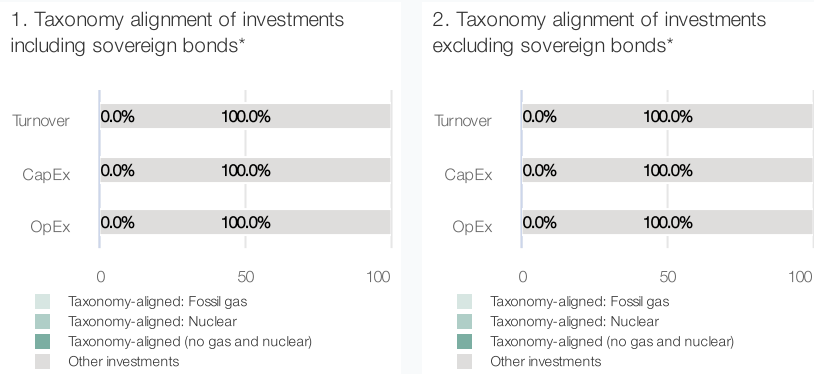 1. Taxonomy alignment of investments
including sovereign bonds*
Turnover 0.0% 100.0%
CapEx 0.0% 100.0%
OpEx 0.0% 100.0%
0 50 100
Taxonomy-aligned: Fossil gas
Taxonomy-aligned: Nuclear
Taxonomy-aligned (no gas and nuclear)
Other investments
2. Taxonomy alignment of investments
excluding sovereign bonds*
Turnover 0.0% 100.0%
CapEx 0.0% 100.0%
OpEx 0.0% 100.0%
0 50 100
Taxonomy-aligned: Fossil gas
Taxonomy-aligned: Nuclear
Taxonomy-aligned (no gas and nuclear)
Other investments